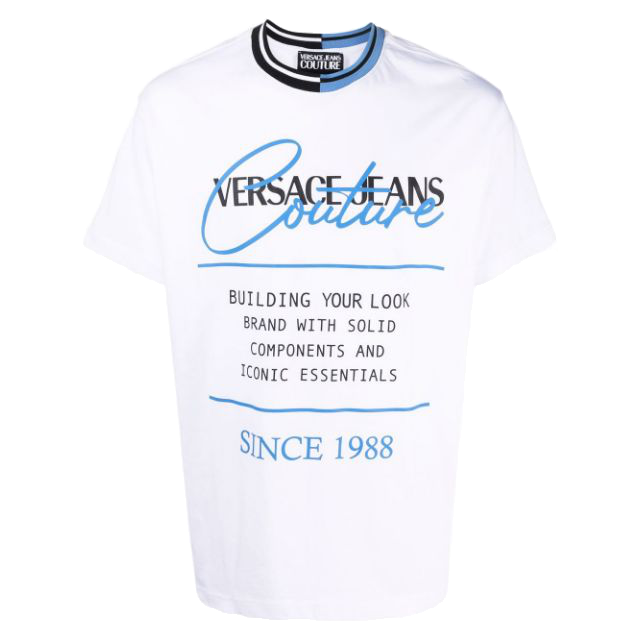 VERSACE JEANS
COUTURE
VERSACE JEANS
Couture
BUILDING YOUR LOOK
BRAND WITH SOLID
COMPONENTS AND
ICONIC ESSENTIALS
SINCE 1988